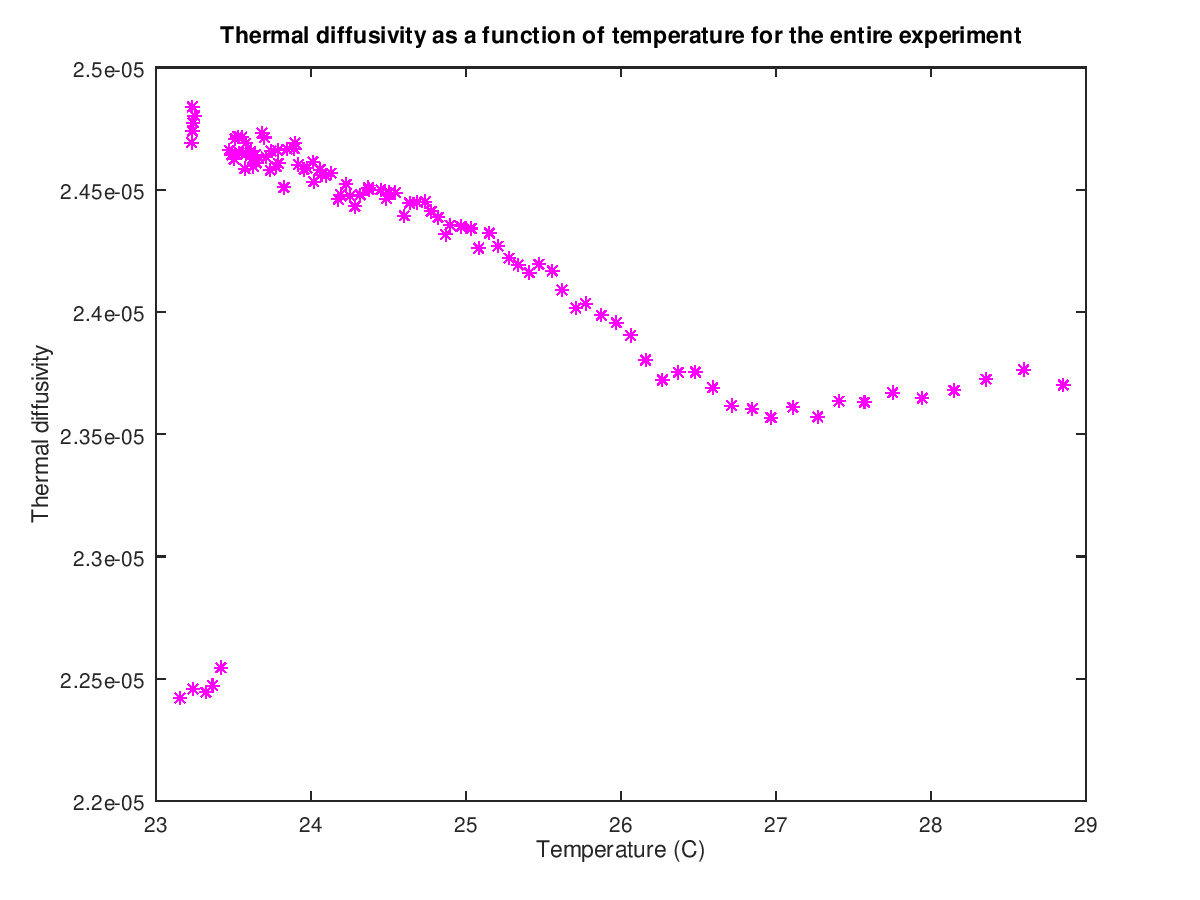 Thermal diffusivity as a function of temperature for the entire experiment
2.5e-05
2.45e-05
2.4e-05
2.35e-05
2.3e-05
2.25e-05
2.2e-05
Thermal diffusivity
23 24 25 26 27 28 29
Temperature (C)